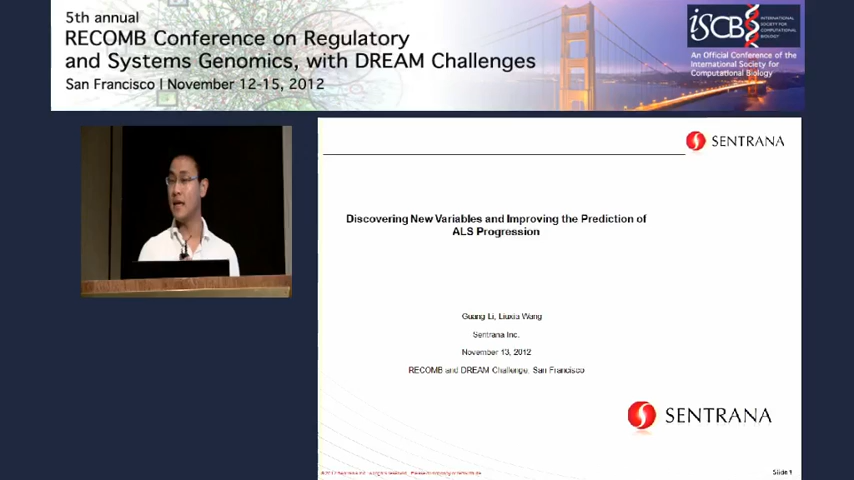 5th annual
RECOMB Conference on Regulatory
and Systems Genomics, with DREAM Challenges
San Francisco | November 12-15, 2012
iSCB
INTERNATIONAL
SOCIETY FOR
COMPUTATIONAL
BIOLOGY
An Official Conference of the
International Society for
Computational Biology
SENTRANA
Discovering New Variables and Improving the Prediction of
ALS Progression
Guang Li, Liuxia Wang
Sentrana Inc.
November 13, 2012
RECOMB and DREAM Challenge, San Francisco
SENTRANA
Slide 1